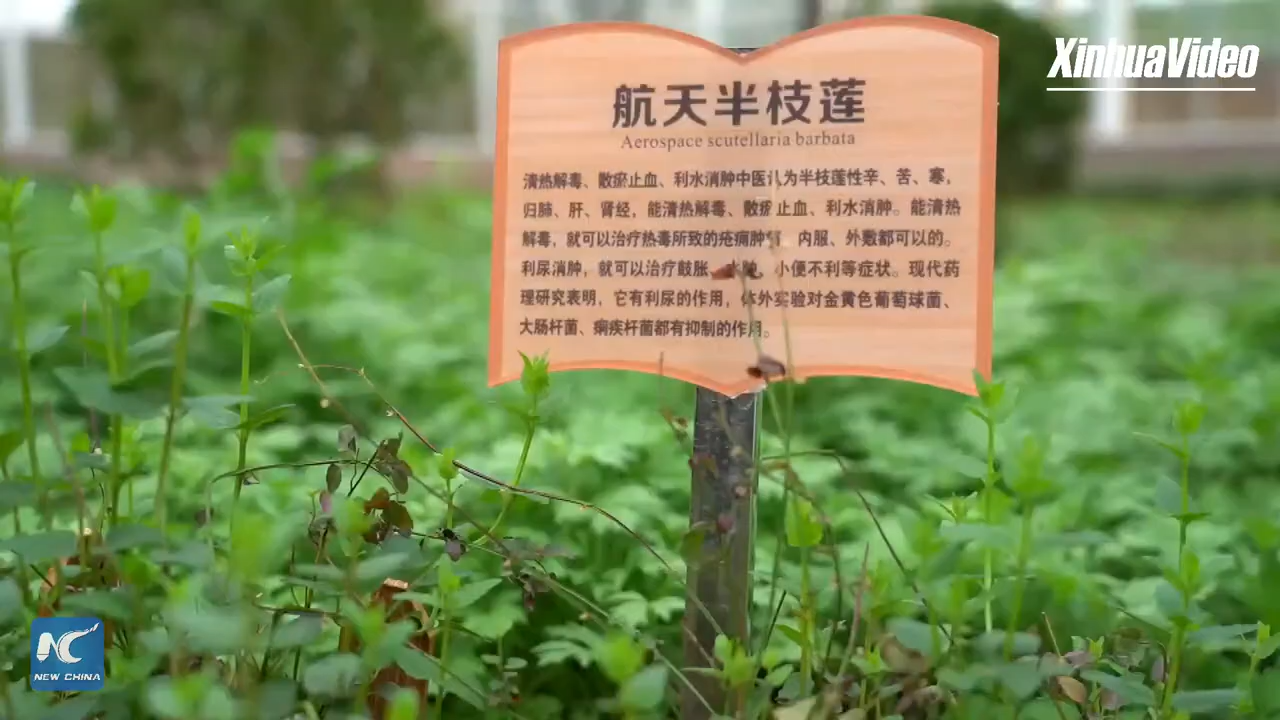 XinhuaVideo
航天半枝莲
Aerospace scutellaria barbata
清热解毒、散瘀止血、利水消肿中医认为半枝莲性辛、苦、寒，
归肺、肝、肾经，能清热解毒、散瘀止血、利水消肿。能清热
解毒，就可以治疗热毒所致的疮痈肿 内服、外敷都可以的。
利尿消肿，就可以治疗鼓胀、水肿、小便不利等症状。现代药
理研究表明，它有利尿的作用，体外实验对金黄色葡萄球菌、
大肠杆菌、痢疾杆菌都有抑制的作用。
NEW CHINA